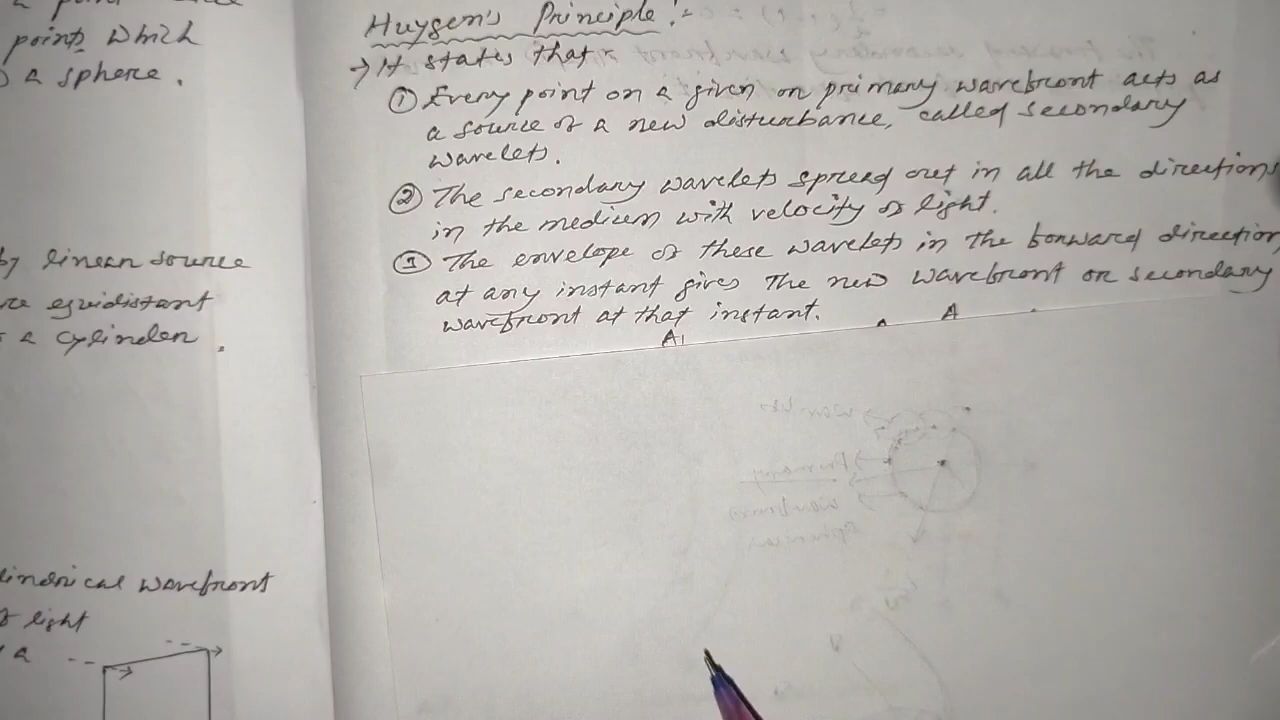 point which
a sphere.
linear source
equidistant
a cylinder.
wavefront
of light
a
Huygen's Principle :-
→ It states that
① Every point on a given on primary wavefront acts as
a source of a new disturbance, called secondary
wavelets.
② The secondary wavelets spread out in all the directions
in the medium with velocity of light.
③ The envelope of these wavelets in the forward direction
at any instant gives the new wavefront or secondary
wavefront at that instant.
A₁ A